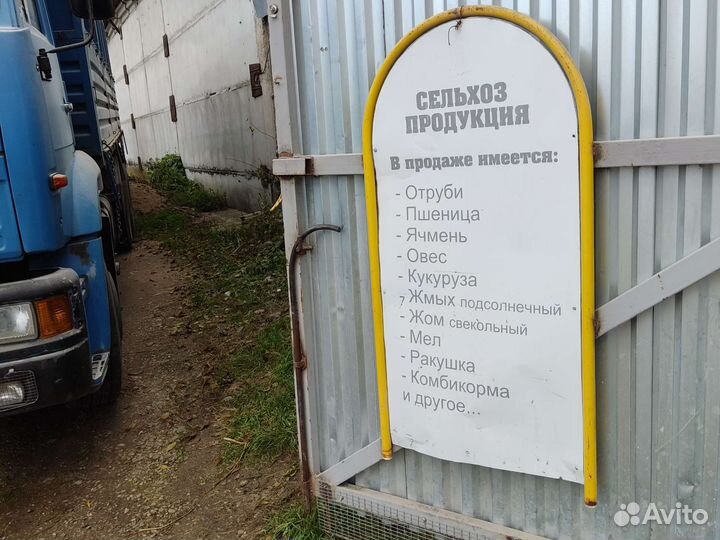 СЕЛЬХОЗ
ПРОДУКЦИЯ
В продаже имеется:
- Отруби
- Пшеница
- Ячмень
- Овес
- Кукуруза
- Жмых подсолнечный
- Жом свекольный
- Мел
- Ракушка
- Комбикорма
и другое...
Avito